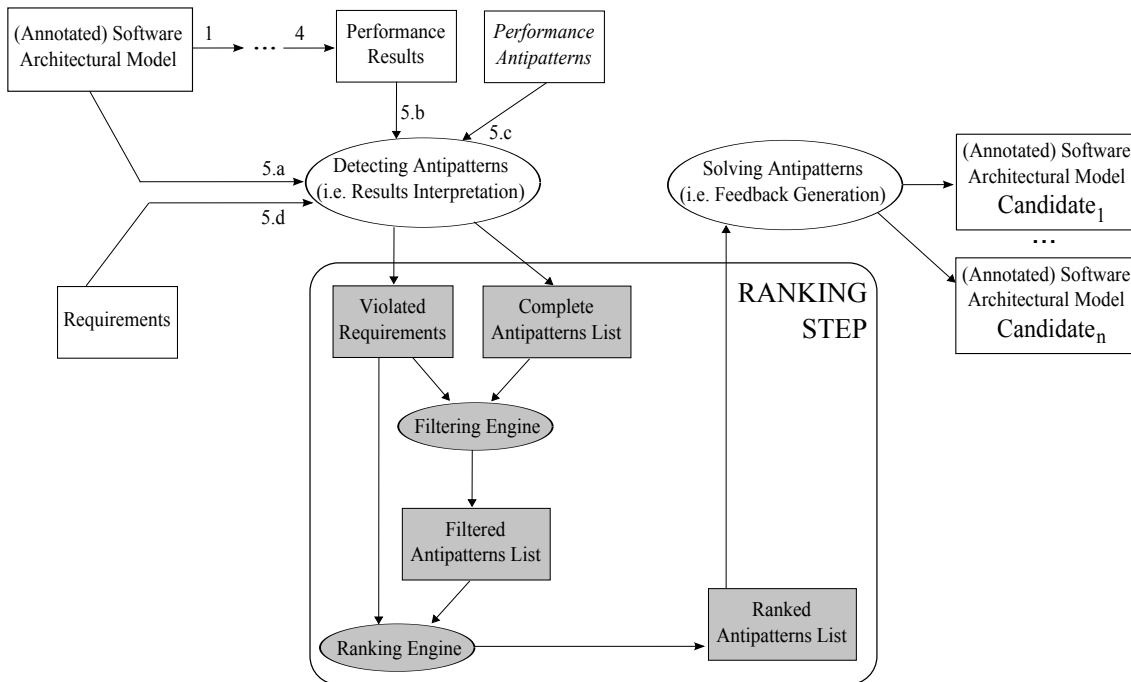 (Annotated) Software
Architectural Model
1
...
4
Performance
Results
Performance
Antipatterns
5.b
5.c
5.a
5.d
Detecting Antipatterns
(i.e. Results Interpretation)
Solving Antipatterns
(i.e. Feedback Generation)
(Annotated) Software
Architectural Model
Candidate1
...
(Annotated) Software
Architectural Model
Candidaten
Requirements
RANKING
STEP
Violated
Requirements
Complete
Antipatterns List
Filtering Engine
Filtered
Antipatterns List
Ranking Engine
Ranked
Antipatterns List